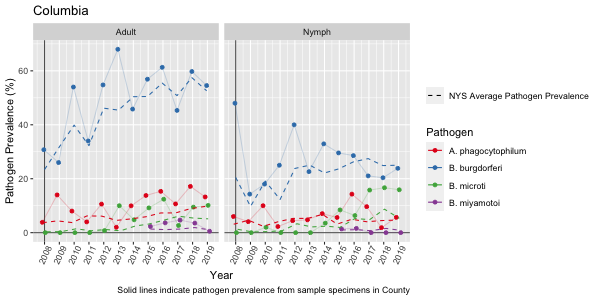 Columbia
Adult
Nymph
Pathogen Prevalence (%)
60
40
20
0
2008 2009 2010 2011 2012 2013 2014 2015 2016 2017 2018 2019
2008 2009 2010 2011 2012 2013 2014 2015 2016 2017 2018 2019
Year
NYS Average Pathogen Prevalence
Pathogen
A. phagocytophilum
B. burgdorferi
B. microti
B. miyamotoi
Solid lines indicate pathogen prevalence from sample specimens in County